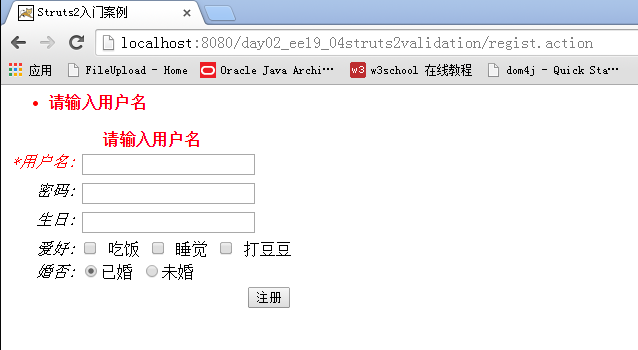 Struts2入门案例
localhost:8080/day02_ee19_04struts2validation/regist.action
应用 FileUpload - Home Oracle Java Archi… w3school 在线教程 dom4j - Quick Sta…
请输入用户名
请输入用户名
*用户名:
密码:
生日:
爱好: 吃饭 睡觉 打豆豆
婚否: 已婚 未婚
注册